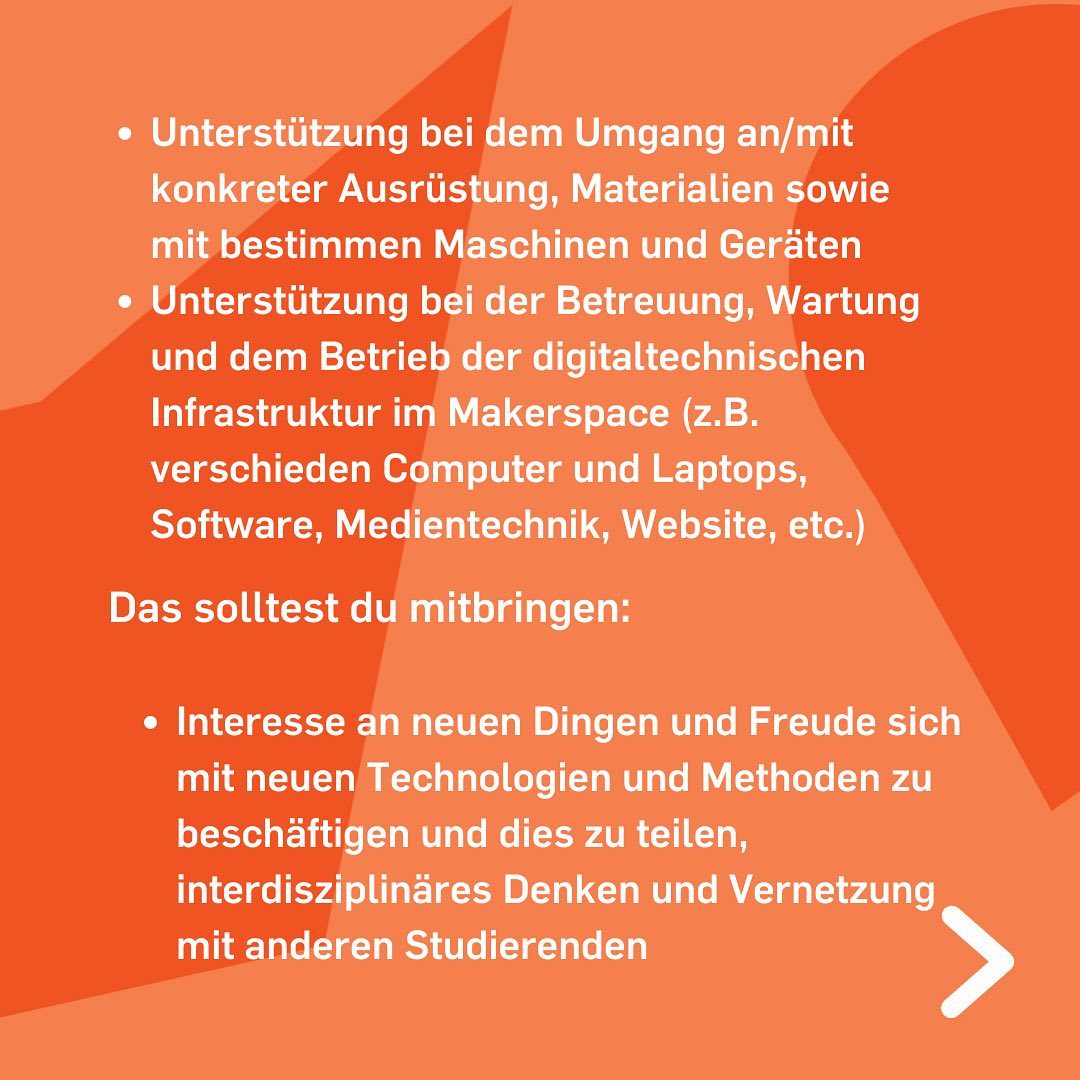 • Unterstützung bei dem Umgang an/mit
konkreter Ausrüstung, Materialien sowie
mit bestimmen Maschinen und Geräten
• Unterstützung bei der Betreuung, Wartung
und dem Betrieb der digitaltechnischen
Infrastruktur im Makerspace (z.B.
verschieden Computer und Laptops,
Software, Medientechnik, Website, etc.)
Das solltest du mitbringen:
• Interesse an neuen Dingen und Freude sich
mit neuen Technologien und Methoden zu
beschäftigen und dies zu teilen,
interdisziplinäres Denken und Vernetzung
mit anderen Studierenden